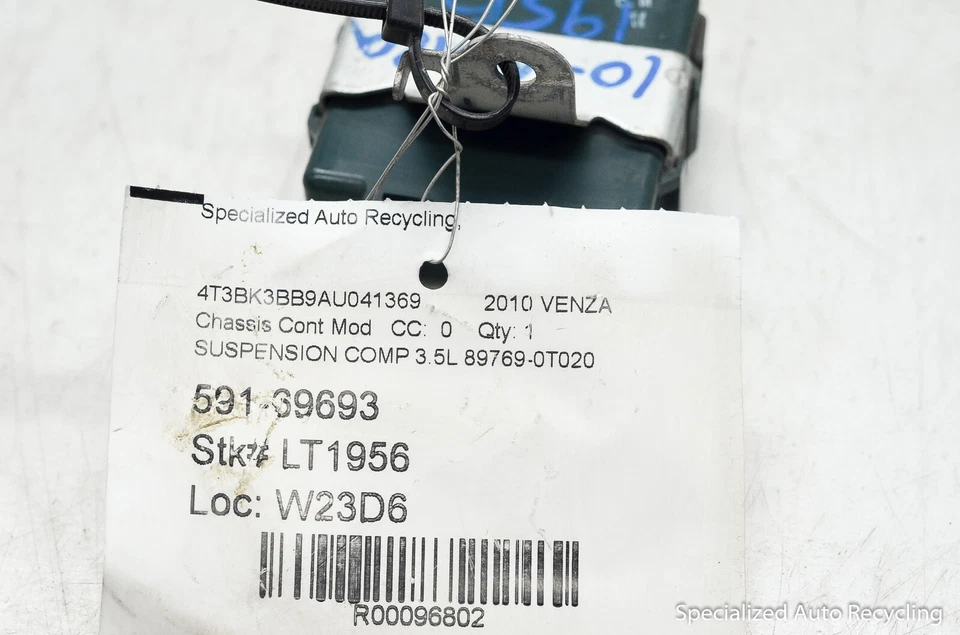 Specialized Auto Recycling,
4T3BK3BB9AU041369 2010 VENZA
Chassis Cont Mod CC: 0 Qty: 1
SUSPENSION COMP 3.5L 89769-0T020
591-69693
Stk# LT1956
Loc: W23D6
R00096802
Specialized Auto Recycling